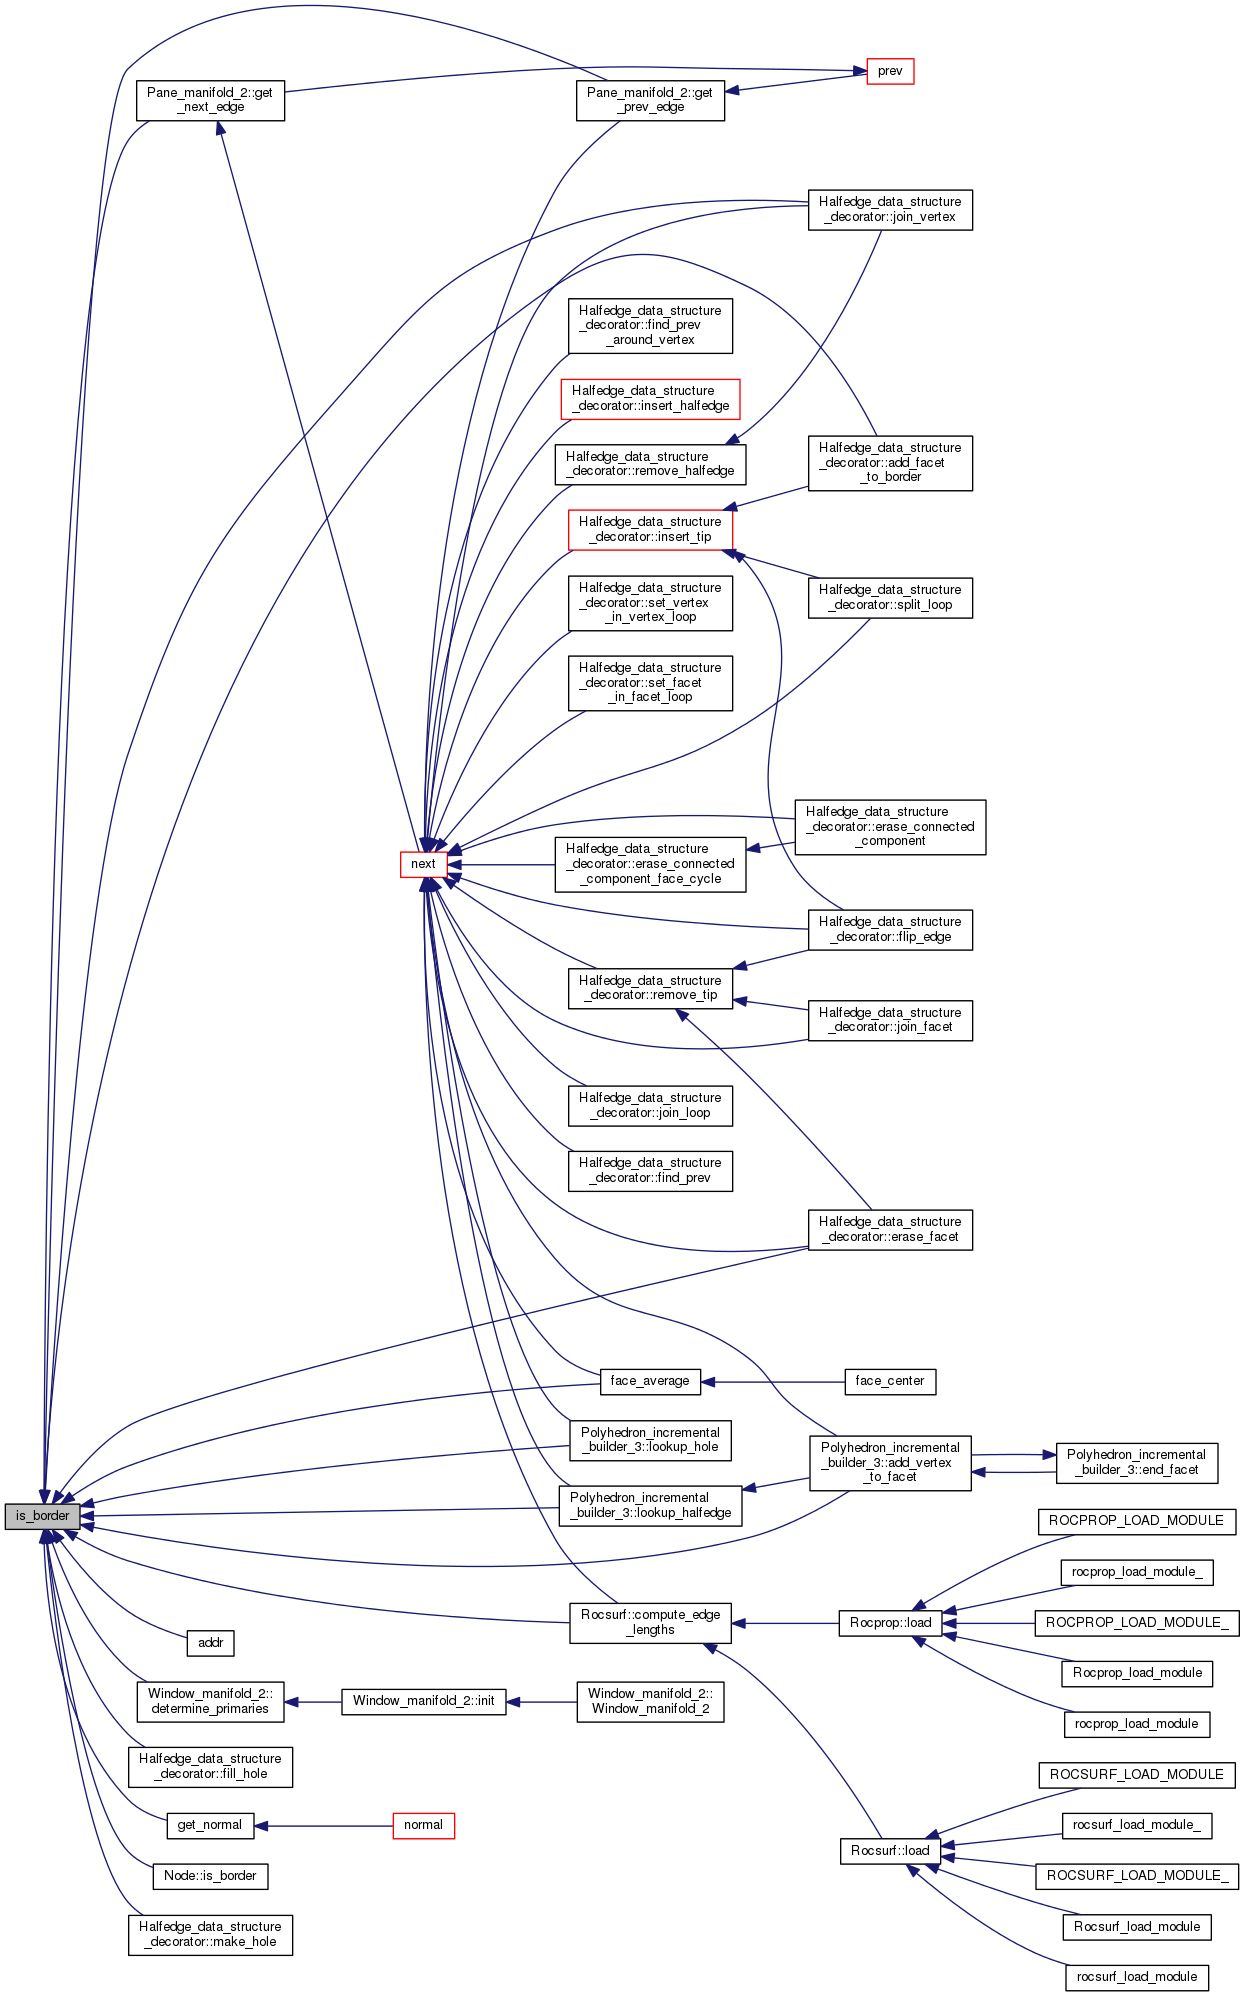 prev
Pane_manifold_2::get
_next_edge
Pane_manifold_2::get
_prev_edge
Halfedge_data_structure
_decorator::join_vertex
Halfedge_data_structure
_decorator::find_prev
_around_vertex
Halfedge_data_structure
_decorator::insert_halfedge
Halfedge_data_structure
_decorator::remove_halfedge
Halfedge_data_structure
_decorator::add_facet
_to_border
Halfedge_data_structure
_decorator::insert_tip
Halfedge_data_structure
_decorator::set_vertex
_in_vertex_loop
Halfedge_data_structure
_decorator::split_loop
Halfedge_data_structure
_decorator::set_facet
_in_facet_loop
Halfedge_data_structure
_decorator::erase_connected
_component
next
Halfedge_data_structure
_decorator::erase_connected
_component_face_cycle
Halfedge_data_structure
_decorator::flip_edge
Halfedge_data_structure
_decorator::remove_tip
Halfedge_data_structure
_decorator::join_facet
Halfedge_data_structure
_decorator::join_loop
Halfedge_data_structure
_decorator::find_prev
Halfedge_data_structure
_decorator::erase_facet
face_average
face_center
Polyhedron_incremental
_builder_3::lookup_hole
Polyhedron_incremental
_builder_3::add_vertex
_to_facet
Polyhedron_incremental
_builder_3::end_facet
is_border
Polyhedron_incremental
_builder_3::lookup_halfedge
ROCPROP_LOAD_MODULE
rocprop_load_module_
Rocsurf::compute_edge
_lengths
Rocprop::load
ROCPROP_LOAD_MODULE_
addr
Rocprop_load_module
Window_manifold_2::
determine_primaries
Window_manifold_2::init
Window_manifold_2::
Window_manifold_2
rocprop_load_module
Halfedge_data_structure
_decorator::fill_hole
ROCSURF_LOAD_MODULE
get_normal
normal
rocsurf_load_module_
Rocsurf::load
Node::is_border
ROCSURF_LOAD_MODULE_
Halfedge_data_structure
_decorator::make_hole
Rocsurf_load_module
rocsurf_load_module